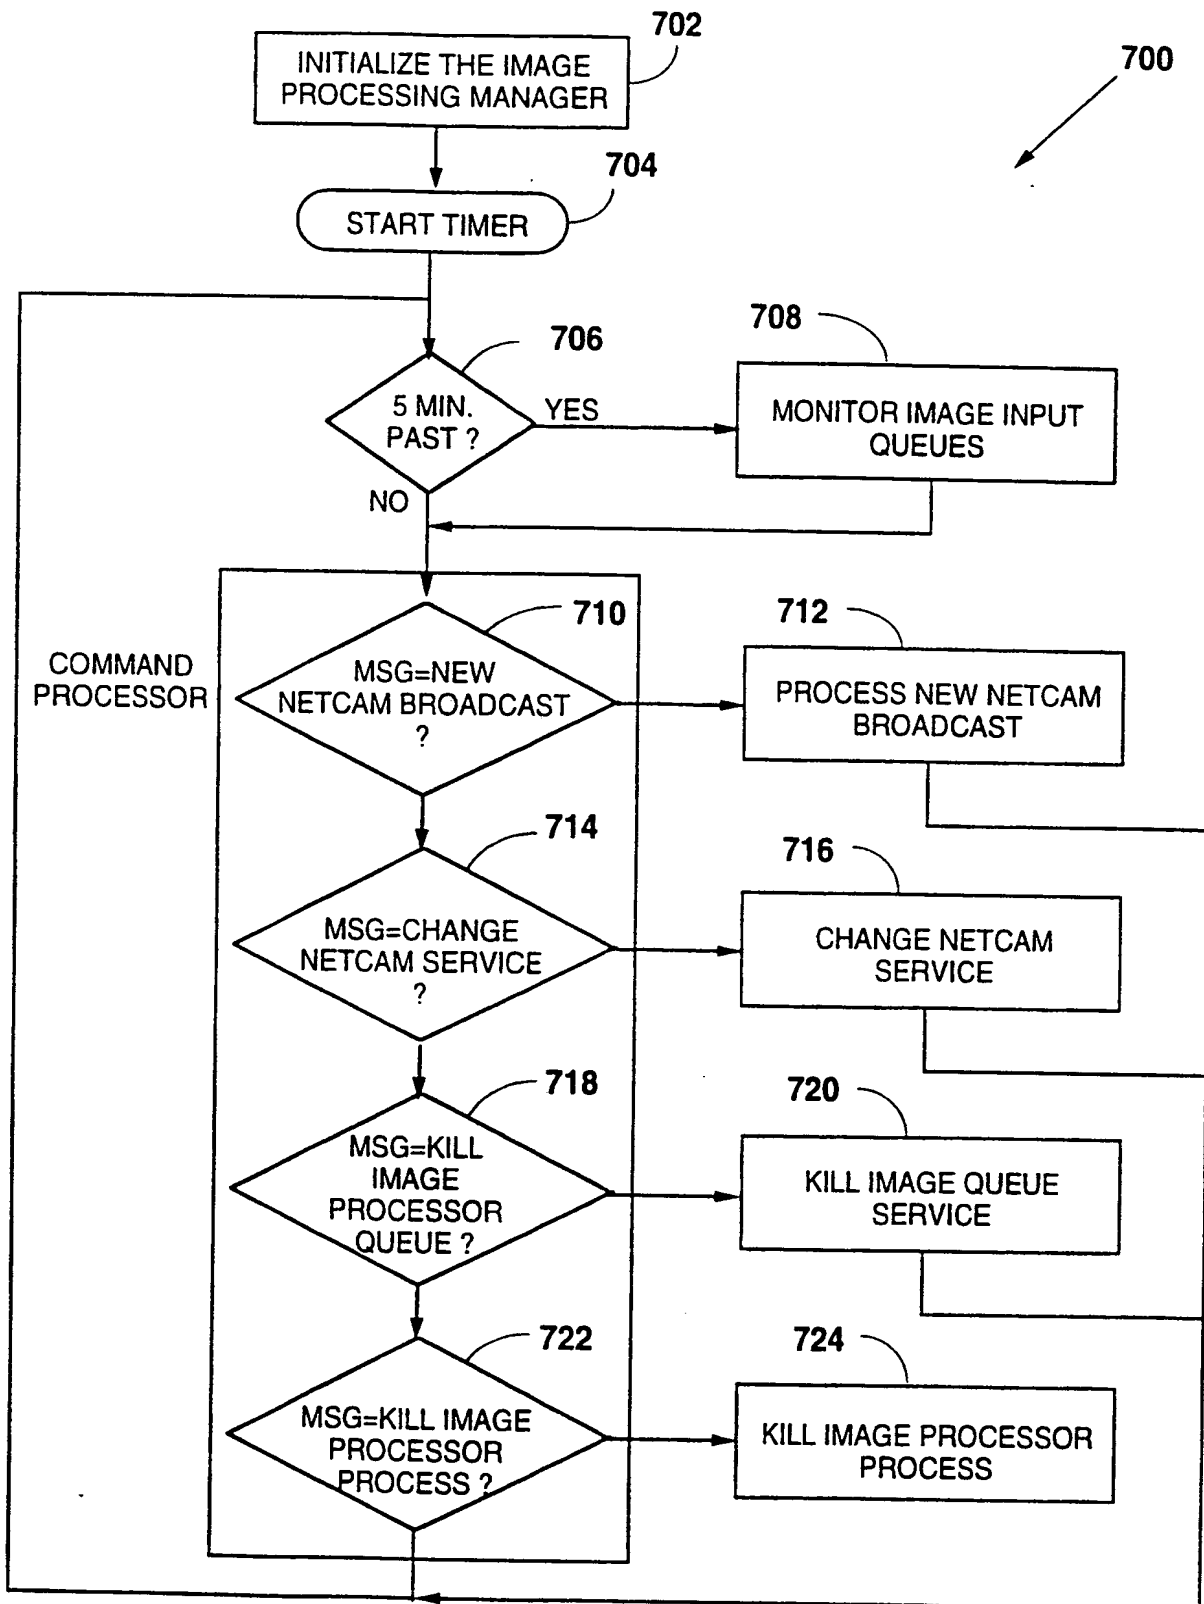 702
INITIALIZE THE IMAGE
PROCESSING MANAGER
700
704
START TIMER
706
5 MIN.
PAST ?
YES
NO
708
MONITOR IMAGE INPUT
QUEUES
COMMAND
PROCESSOR
710
MSG=NEW
NETCAM BROADCAST
?
712
PROCESS NEW NETCAM
BROADCAST
714
MSG=CHANGE
NETCAM SERVICE
?
716
CHANGE NETCAM
SERVICE
718
MSG=KILL
IMAGE
PROCESSOR
QUEUE ?
720
KILL IMAGE QUEUE
SERVICE
722
MSG=KILL IMAGE
PROCESSOR
PROCESS ?
724
KILL IMAGE PROCESSOR
PROCESS